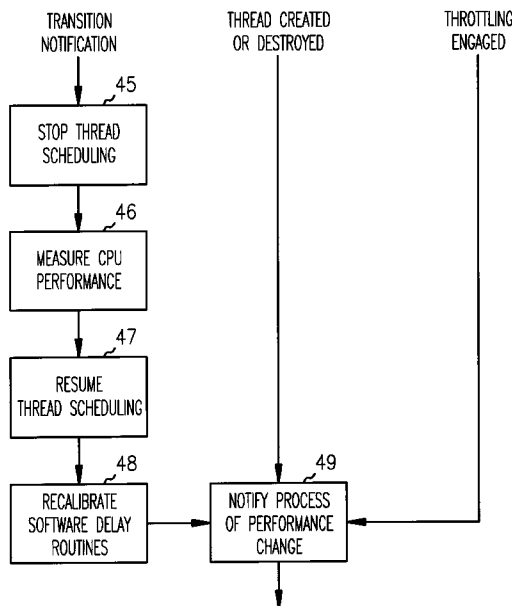 TRANSITION
NOTIFICATION
THREAD CREATED
OR DESTROYED
THROTTLING
ENGAGED
45
STOP THREAD
SCHEDULING
46
MEASURE CPU
PERFORMANCE
47
RESUME
THREAD SCHEDULING
48
RECALIBRATE
SOFTWARE DELAY
ROUTINES
49
NOTIFY PROCESS
OF PERFORMANCE
CHANGE